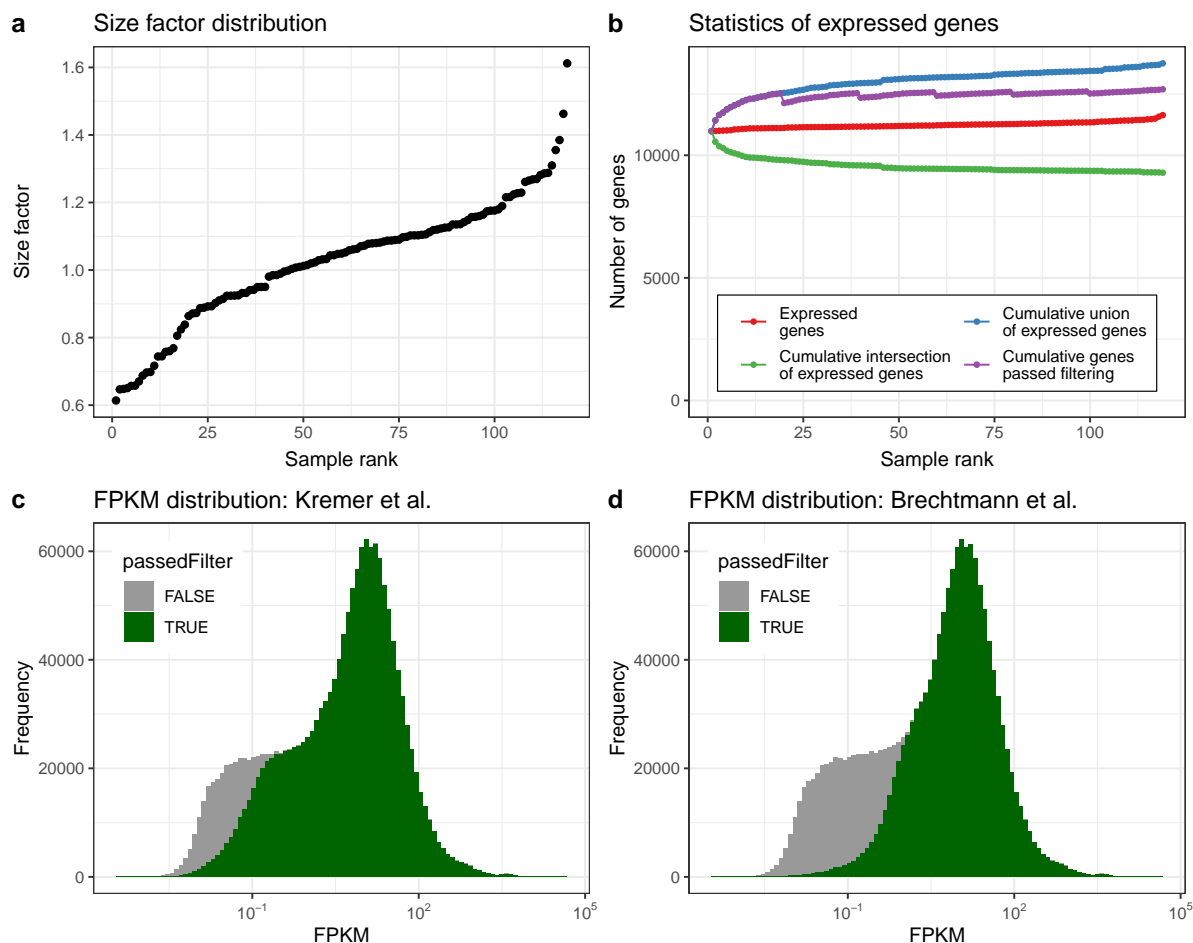 a
Size factor distribution
Size factor
1.6
1.4
1.2
1.0
0.8
0.6
0
25
50
75
100
Sample rank
b
Statistics of expressed genes
Number of genes
10000
5000
0
Expressed
genes
Cumulative intersection
of expressed genes
Cumulative union
of expressed genes
Cumulative genes
passed filtering
0
25
50
75
100
Sample rank
c
FPKM distribution: Kremer et al.
Frequency
60000
40000
20000
0
passedFilter
FALSE
TRUE
10⁻¹
10²
10⁵
FPKM
d
FPKM distribution: Brechtmann et al.
Frequency
60000
40000
20000
0
passedFilter
FALSE
TRUE
10⁻¹
10²
10⁵
FPKM